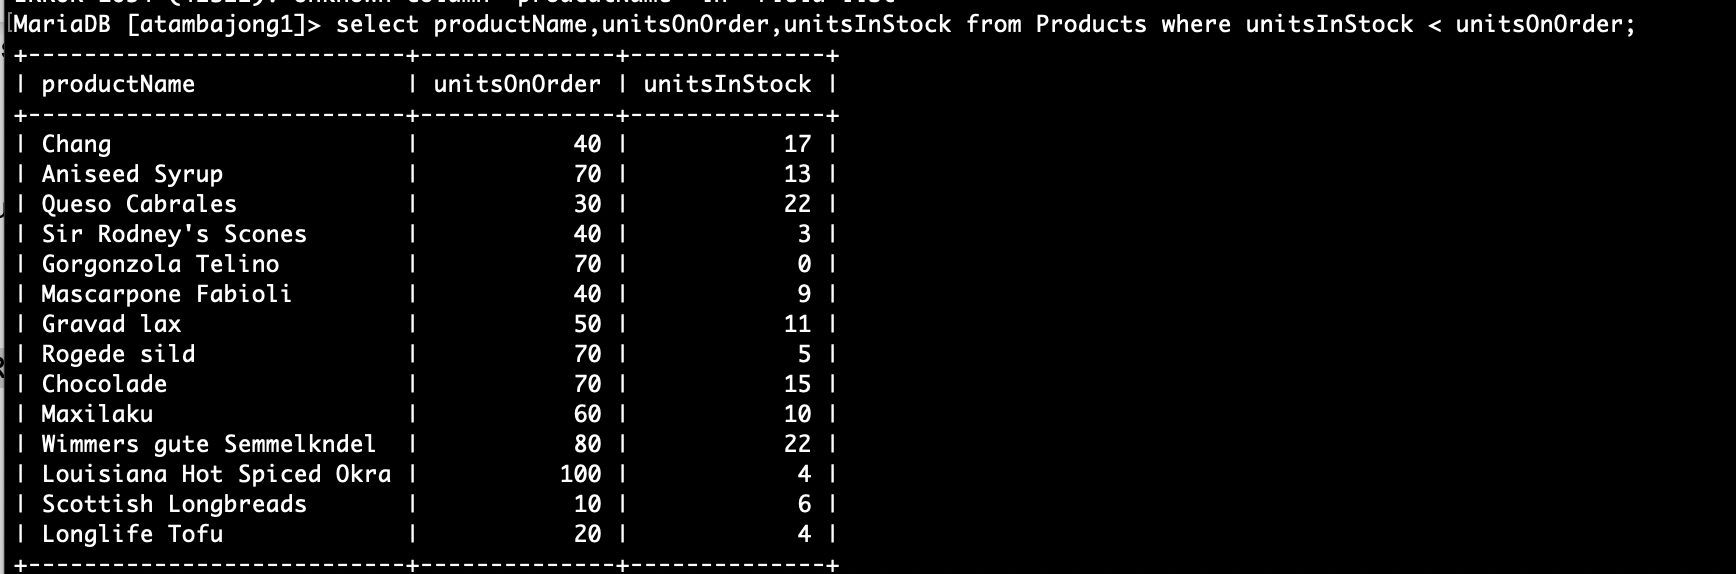 MariaDB [atambajong1]> select productName,unitsOnOrder,unitsInStock from Products where unitsInStock < unitsOnOrder;
+---------------------------+--------------+--------------+
| productName               | unitsOnOrder | unitsInStock |
+---------------------------+--------------+--------------+
| Chang                     |           40 |           17 |
| Aniseed Syrup             |           70 |           13 |
| Queso Cabrales            |           30 |           22 |
| Sir Rodney's Scones       |           40 |            3 |
| Gorgonzola Telino         |           70 |            0 |
| Mascarpone Fabioli        |           40 |            9 |
| Gravad lax                |           50 |           11 |
| Rogede sild               |           70 |            5 |
| Chocolade                 |           70 |           15 |
| Maxilaku                  |           60 |           10 |
| Wimmers gute Semmelkndel  |           80 |           22 |
| Louisiana Hot Spiced Okra |          100 |            4 |
| Scottish Longbreads       |           10 |            6 |
| Longlife Tofu             |           20 |            4 |
+---------------------------+--------------+--------------+